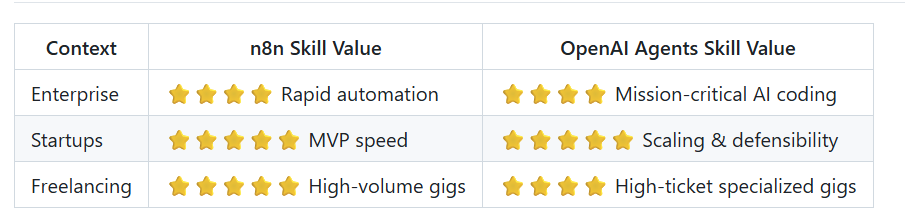 Context n8n Skill Value OpenAI Agents Skill Value
Enterprise ⭐⭐⭐⭐ Rapid automation ⭐⭐⭐⭐ Mission-critical AI coding
Startups ⭐⭐⭐⭐⭐ MVP speed ⭐⭐⭐⭐⭐ Scaling & defensibility
Freelancing ⭐⭐⭐⭐⭐ High-volume gigs ⭐⭐⭐⭐ High-ticket specialized gigs